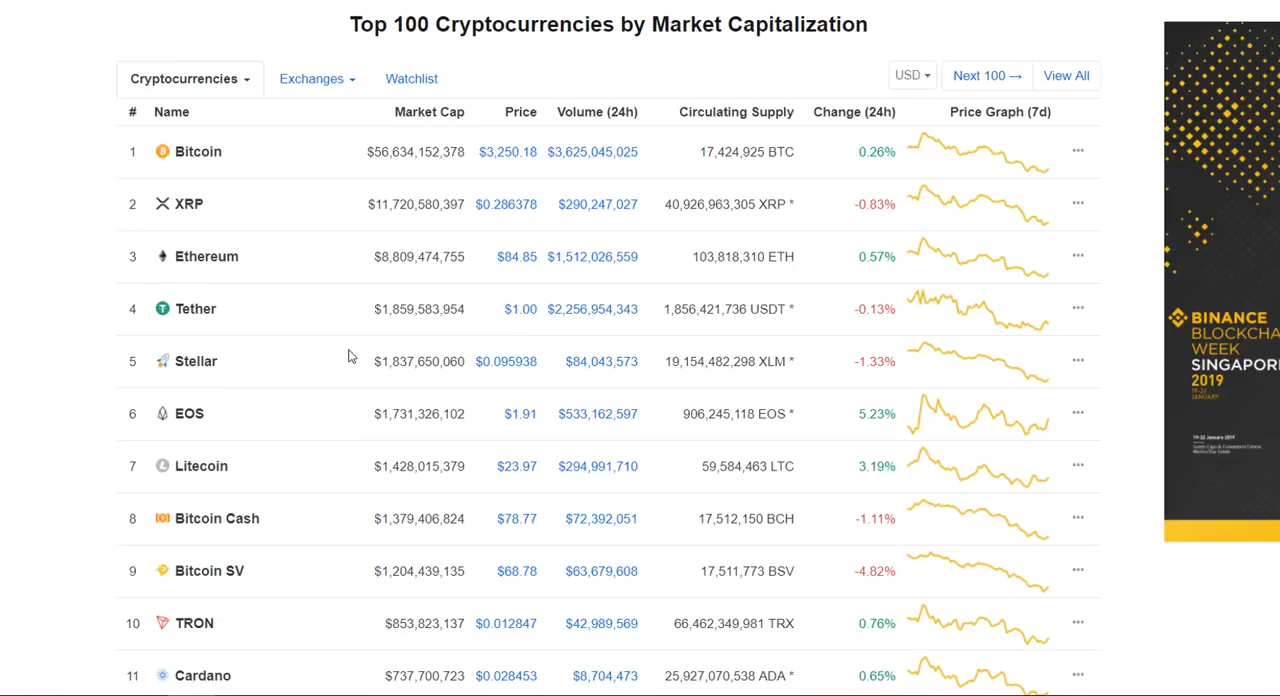 Top 100 Cryptocurrencies by Market Capitalization
Cryptocurrencies Exchanges Watchlist USD Next 100 → View All
# Name Market Cap Price Volume (24h) Circulating Supply Change (24h) Price Graph (7d)
1 Bitcoin $56,634,152,378 $3,250.18 $3,625,045,025 17,424,925 BTC 0.26%
2 XRP $11,720,580,397 $0.286378 $290,247,027 40,926,963,305 XRP * -0.83%
3 Ethereum $8,809,474,755 $84.85 $1,512,026,559 103,818,310 ETH 0.57%
4 Tether $1,859,583,954 $1.00 $2,256,954,343 1,856,421,736 USDT * -0.13%
5 Stellar $1,837,650,060 $0.095938 $84,043,573 19,154,482,298 XLM * -1.33%
6 EOS $1,731,326,102 $1.91 $533,162,597 906,245,118 EOS * 5.23%
7 Litecoin $1,428,015,379 $23.97 $294,991,710 59,584,463 LTC 3.19%
8 Bitcoin Cash $1,379,406,824 $78.77 $72,392,051 17,512,150 BCH -1.11%
9 Bitcoin SV $1,204,439,135 $68.78 $63,679,608 17,511,773 BSV -4.82%
10 TRON $853,823,137 $0.012847 $42,989,569 66,462,349,981 TRX 0.76%
11 Cardano $737,700,723 $0.028453 $8,704,473 25,927,070,538 ADA * 0.65%
BINANCE
BLOCKCHA
WEEK
SINGAPOR
2019
19-22
JANUARY
19-22 January 2019